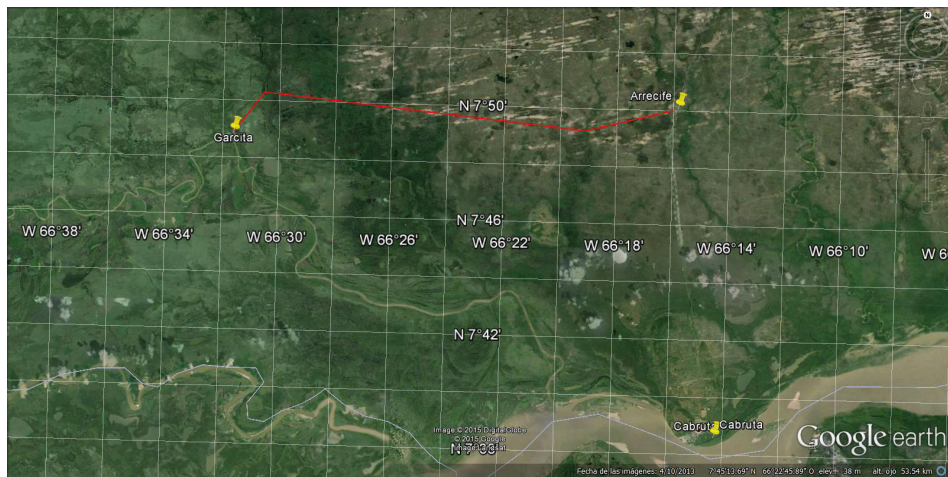 N
Arrecife
N 7°50'
Garcita
N 7°46'
W 66°38' W 66°34' W 66°30' W 66°26' W 66°22' W 66°18' W 66°14' W 66°10' W 6
N 7°42'
Cabruta Cabruta
Image © 2015 DigitalGlobe
© 2015 Google
Google earth
Fecha de las imágenes: 4/10/2013 7°45'13.69" N 66°22'45.89" O elev. 38 m alt. ojo 53.54 km